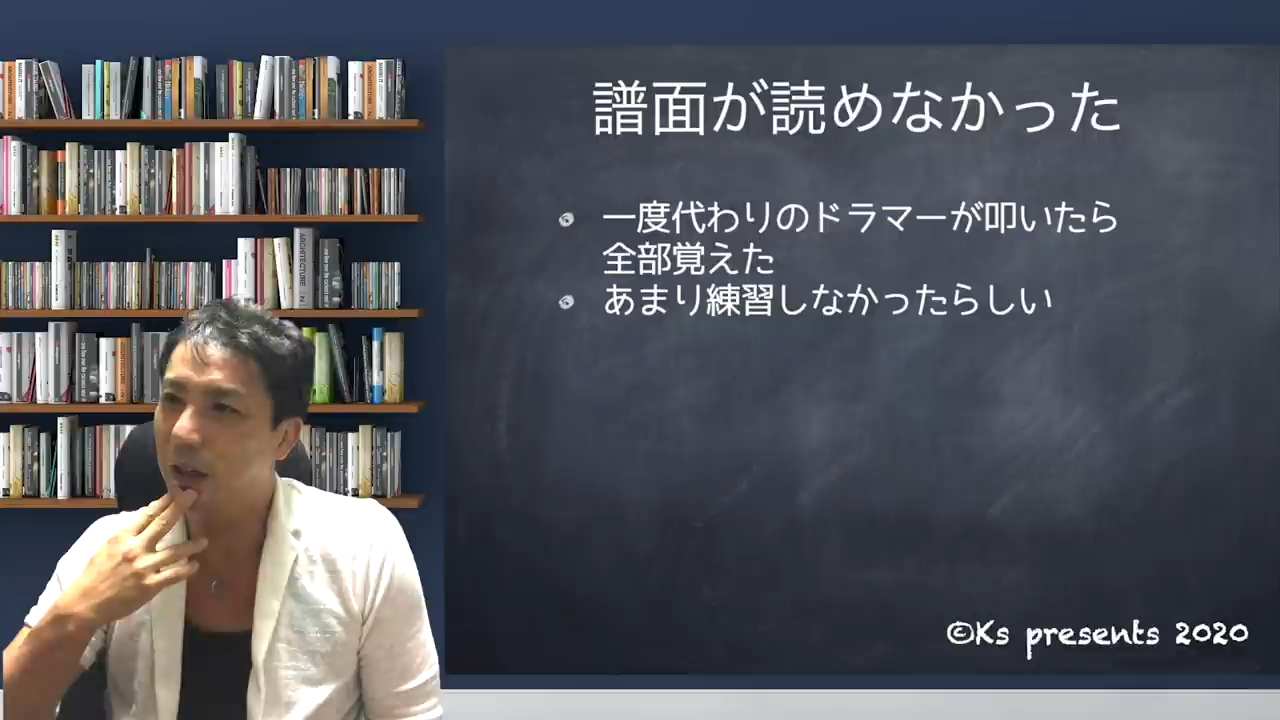 譜面が読めなかった
一度代わりのドラマーが叩いたら
全部覚えた
あまり練習しなかったらしい
©Ks presents 2020